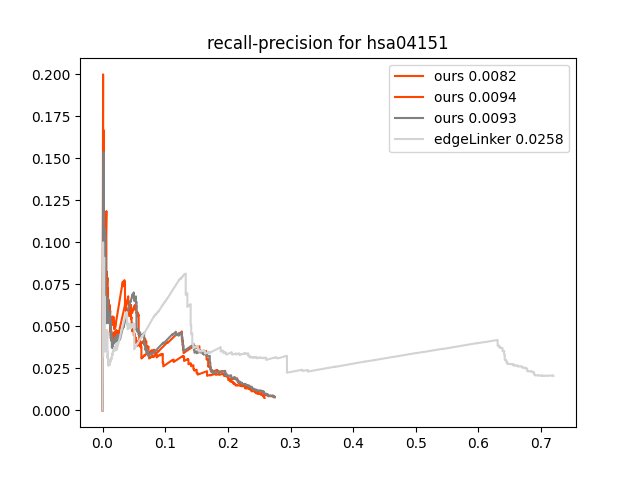 recall-precision for hsa04151
ours 0.0082
ours 0.0094
ours 0.0093
edgeLinker 0.0258
0.200
0.175
0.150
0.125
0.100
0.075
0.050
0.025
0.000
0.0 0.1 0.2 0.3 0.4 0.5 0.6 0.7